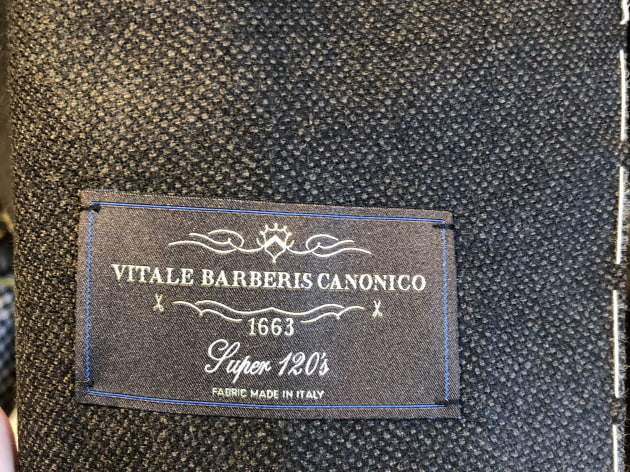 VITALE BARBERIS CANONICO
1663
Super 120's
FABRIC MADE IN ITALY